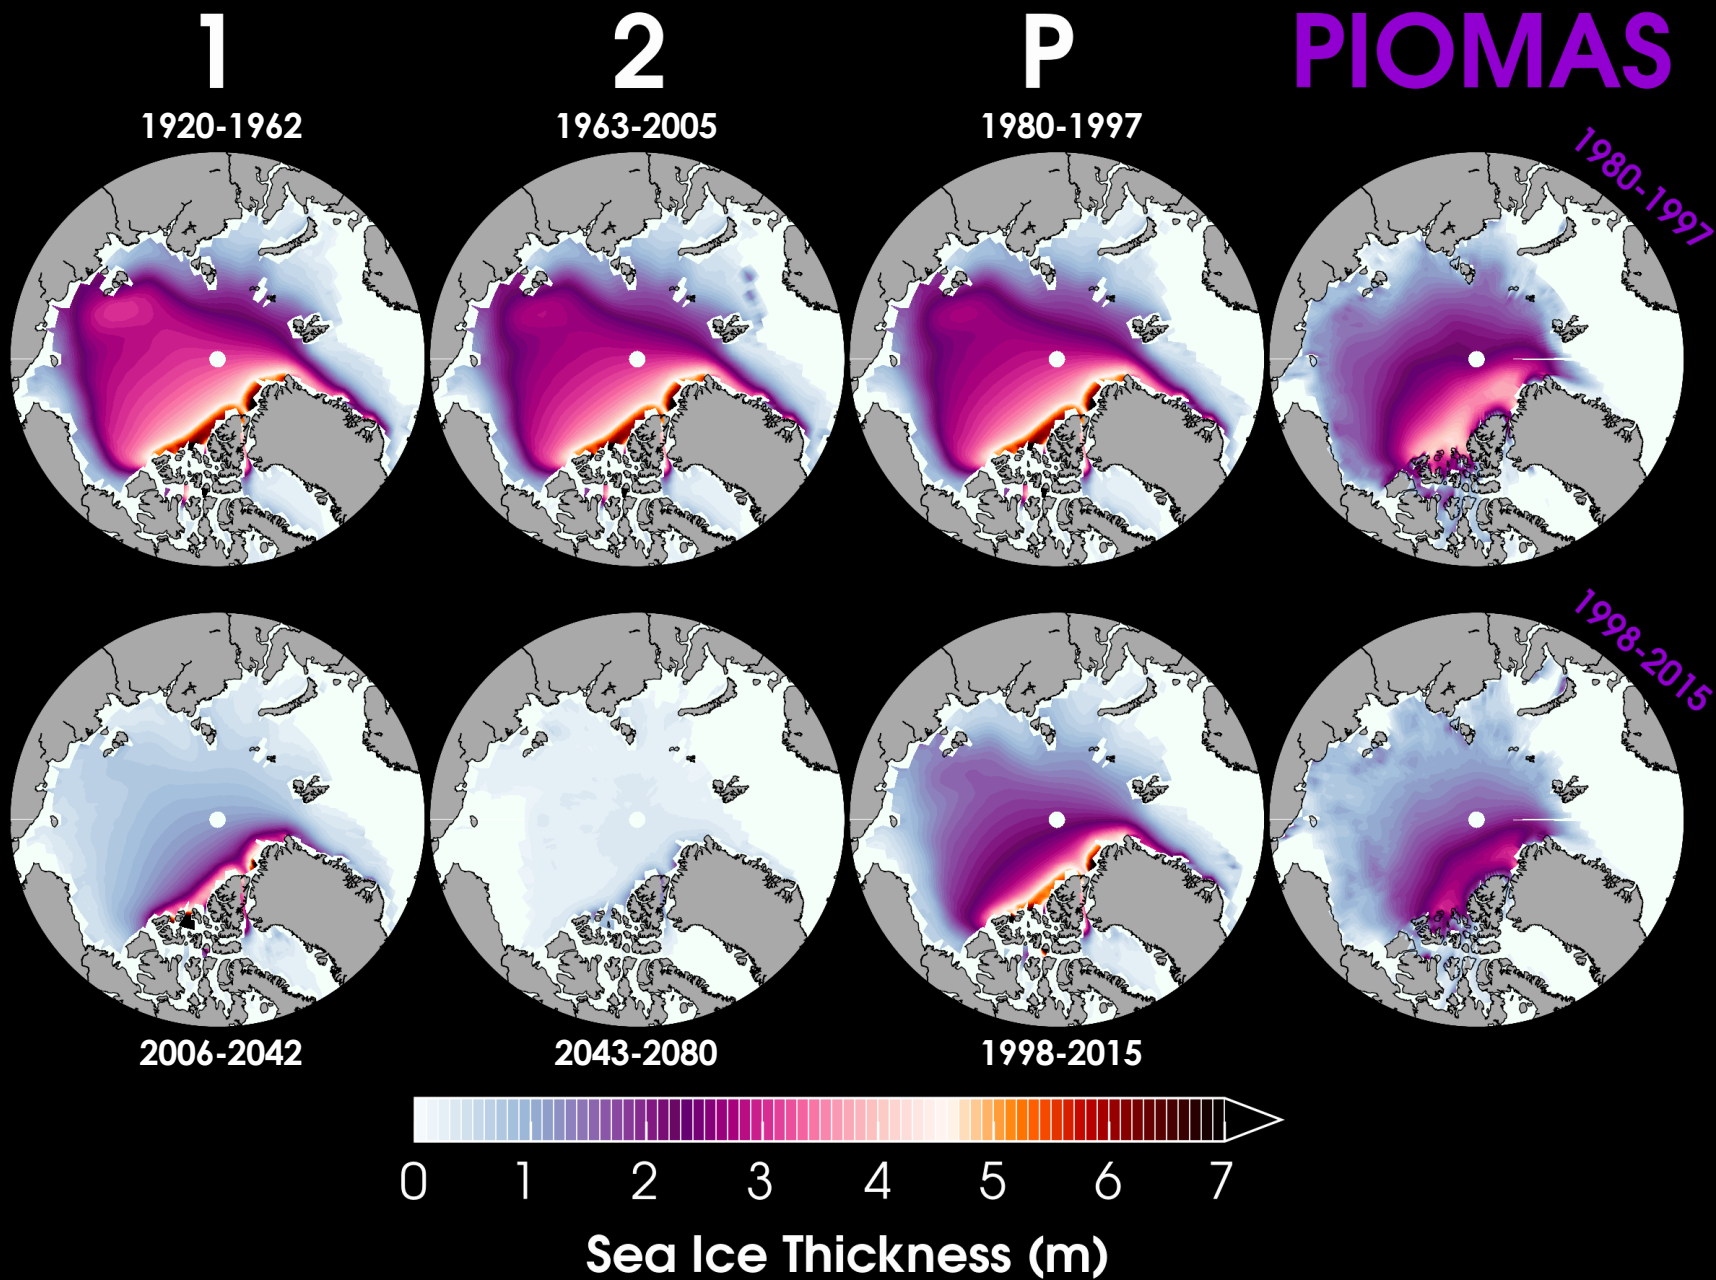 1 2 P PIOMAS
1920-1962 1963-2005 1980-1997 1980-1997
1998-2015
2006-2042 2043-2080 1998-2015
0 1 2 3 4 5 6 7
Sea Ice Thickness (m)